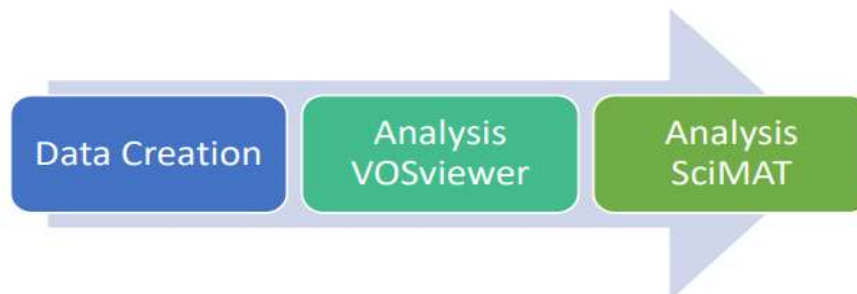 Data Creation
Analysis
VOSviewer
Analysis
SciMAT